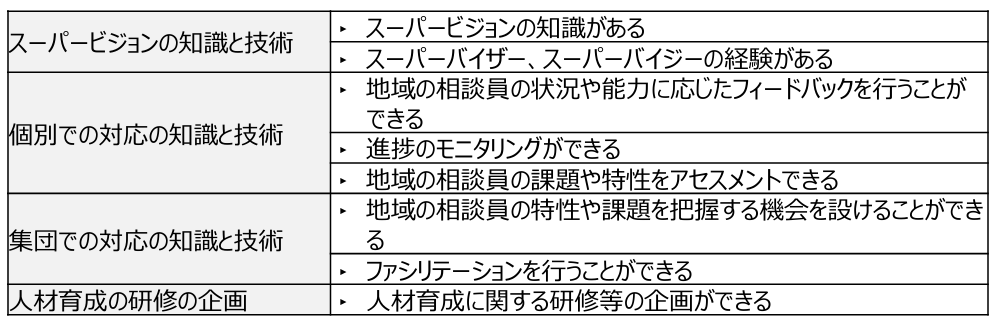 スーパービジョンの知識と技術
‣ スーパービジョンの知識がある
‣ スーパーバイザー、スーパーバイジーの経験がある
個別での対応の知識と技術
‣ 地域の相談員の状況や能力に応じたフィードバックを行うことが
できる
‣ 進捗のモニタリングができる
‣ 地域の相談員の課題や特性をアセスメントできる
集団での対応の知識と技術
‣ 地域の相談員の特性や課題を把握する機会を設けることができ
る
‣ ファシリテーションを行うことができる
人材育成の研修の企画
‣ 人材育成に関する研修等の企画ができる